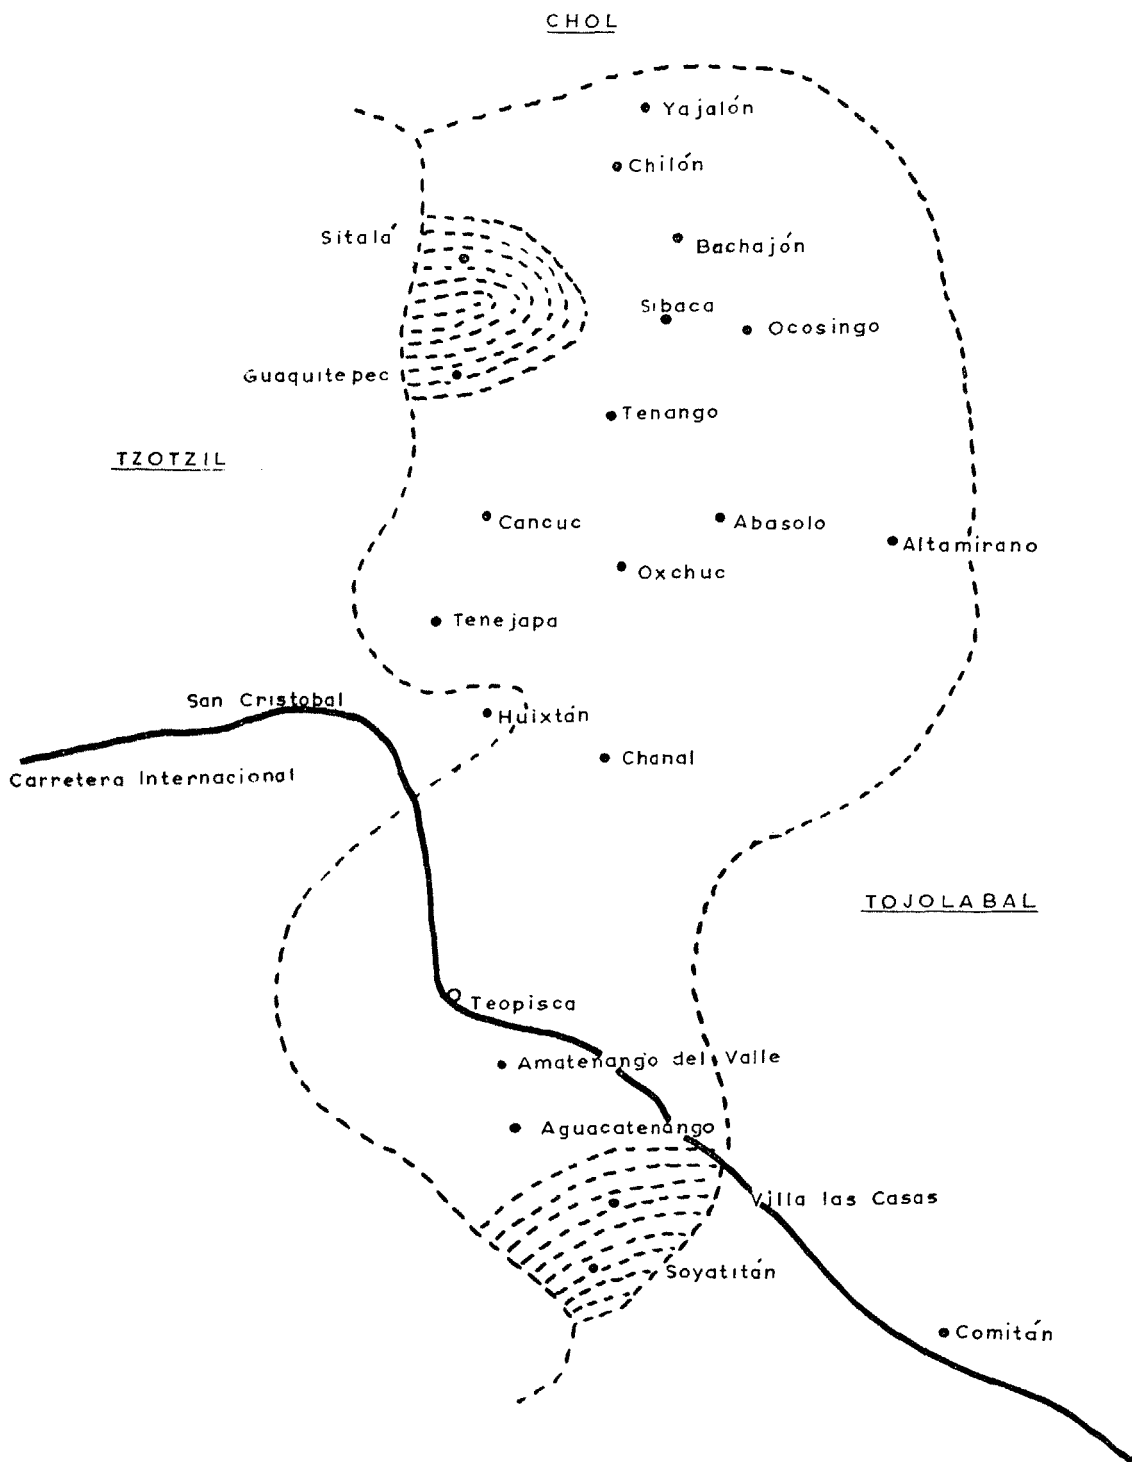 CHOL
Yajalón
Chilón
Sitalá
Bachajón
Sibaca
Ocosingo
Guaquitepec
Tenango
TZOTZIL
Cancuc
Abasolo
Altamirano
Oxchuc
Tenejapa
San Cristobal
Huixtán
Chanal
Carretera Internacional
TOJOLABAL
Teopisca
Amatenango del Valle
Aguacatenango
Villa las Casas
Soyatitán
Comitán